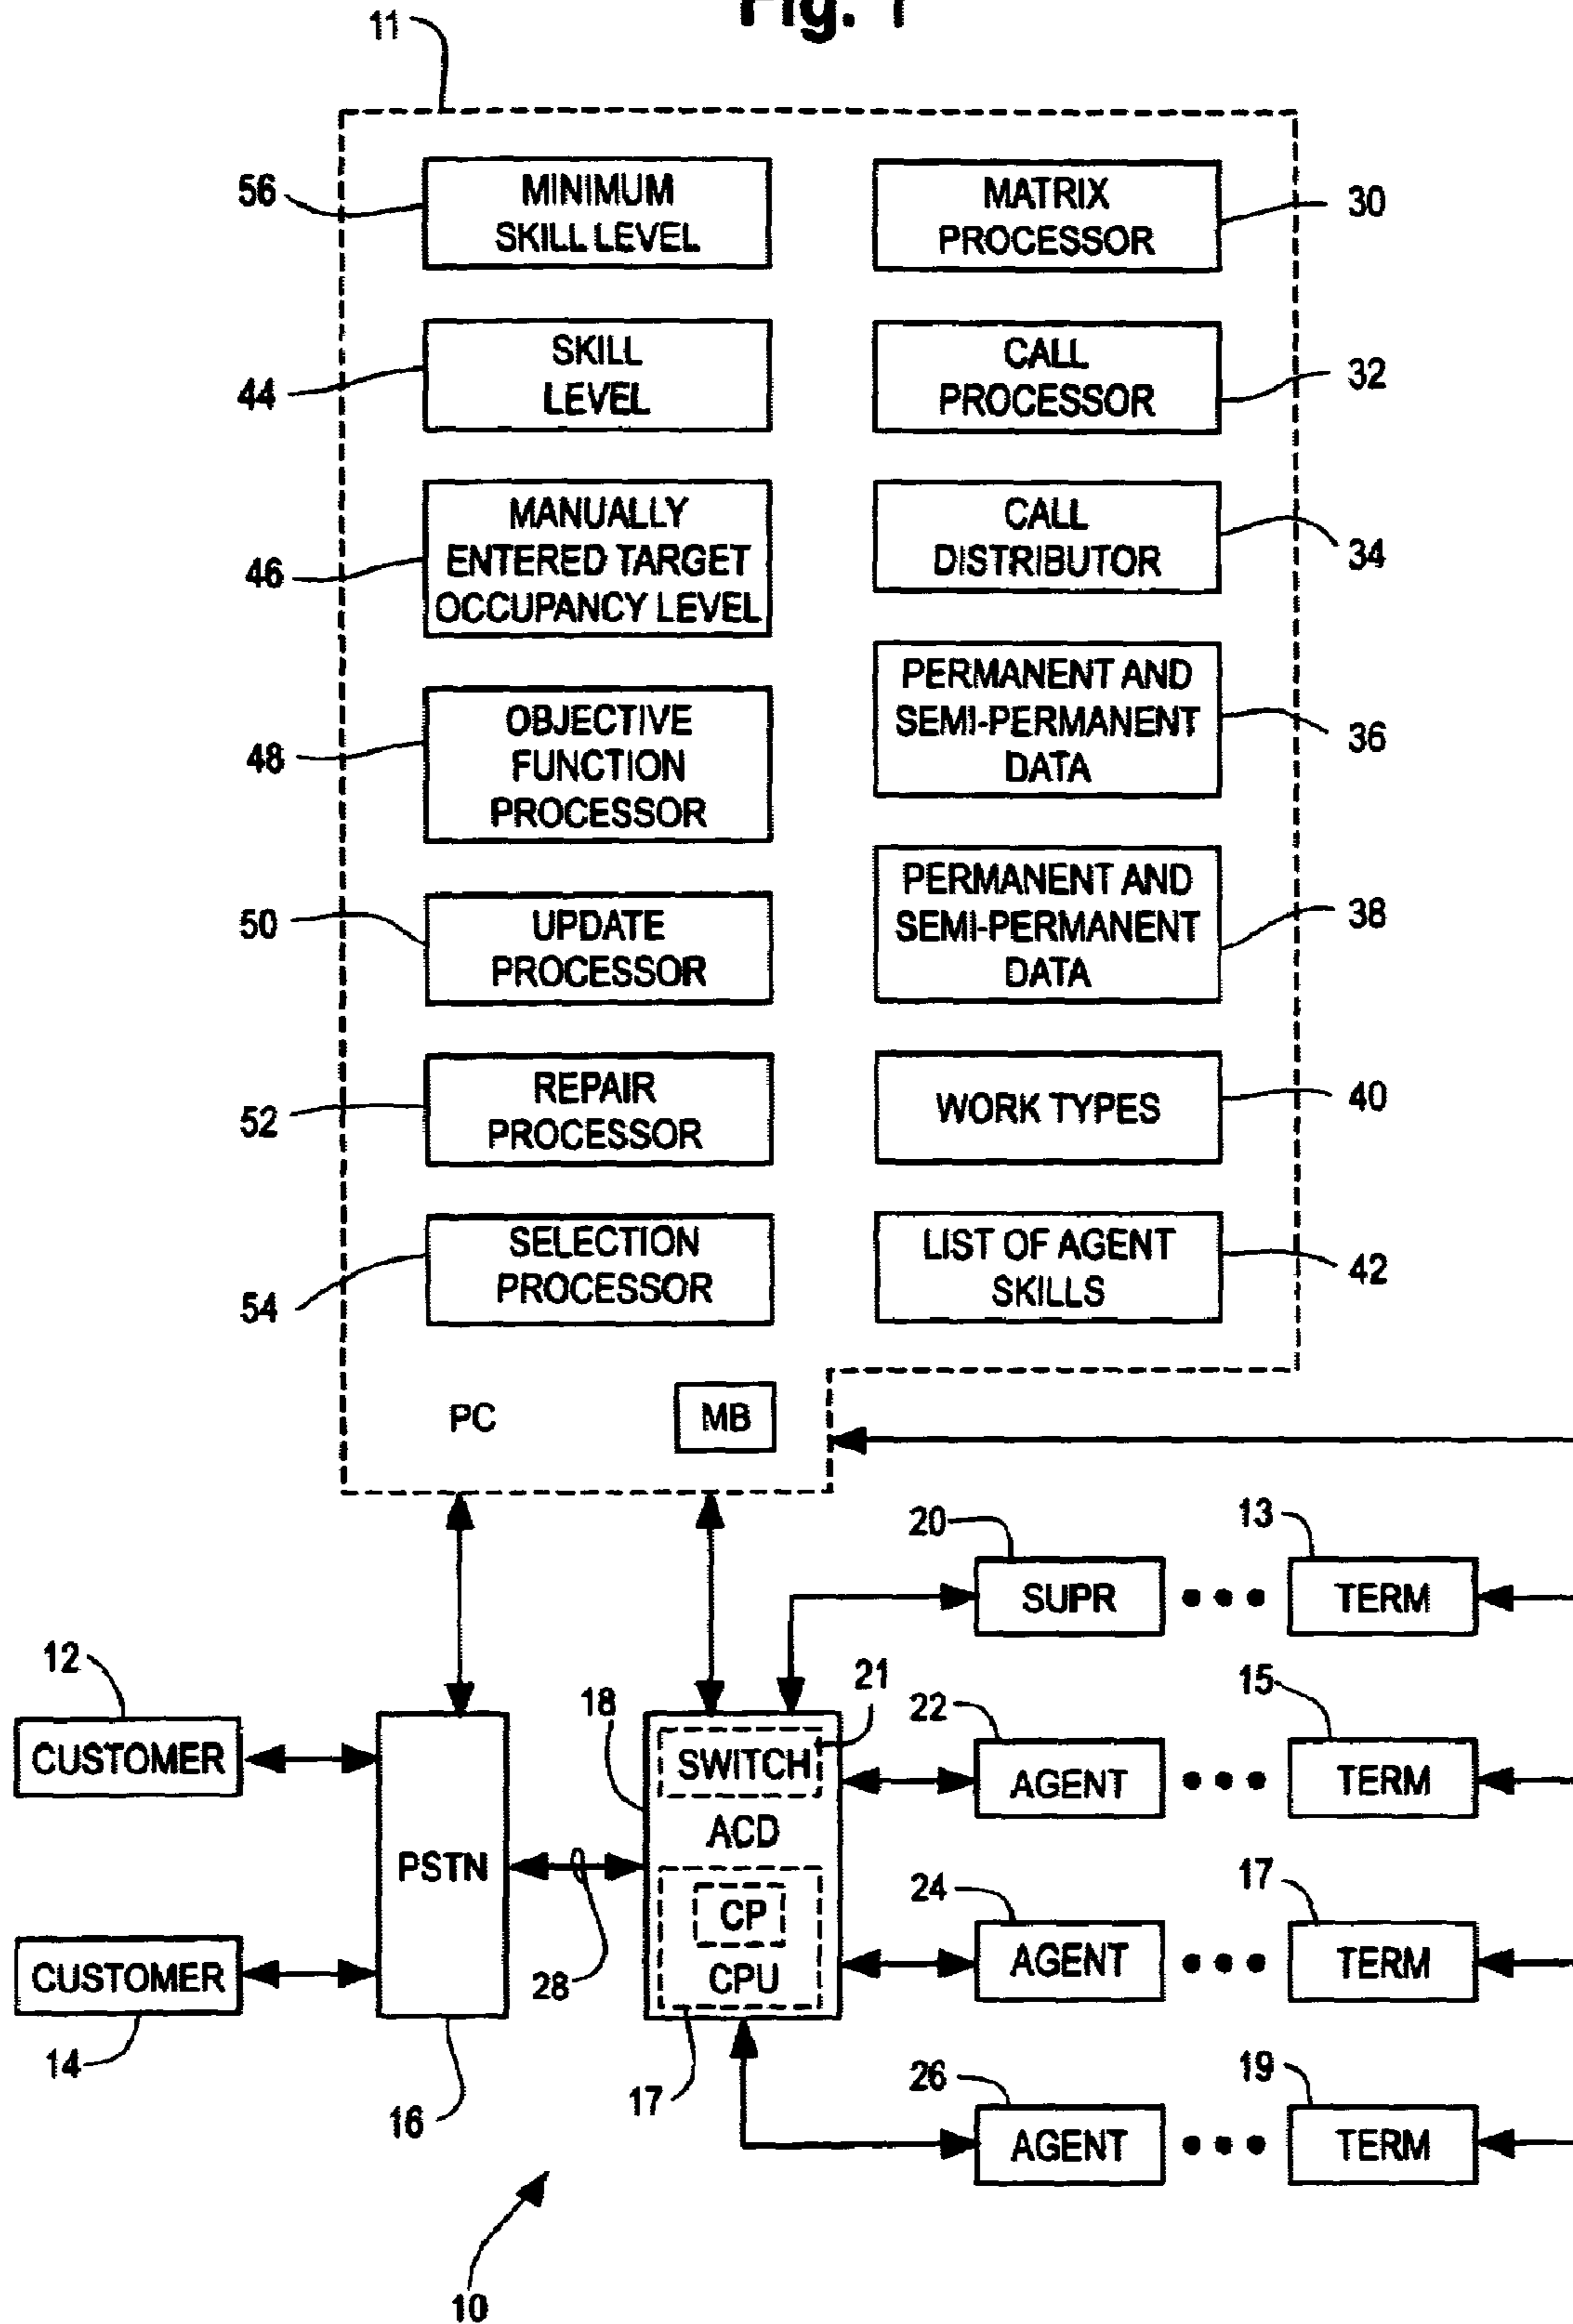 Fig. 1
11
56
MINIMUM
SKILL LEVEL
MATRIX
PROCESSOR
30
44
SKILL
LEVEL
CALL
PROCESSOR
32
46
MANUALLY
ENTERED TARGET
OCCUPANCY LEVEL
CALL
DISTRIBUTOR
34
48
OBJECTIVE
FUNCTION
PROCESSOR
PERMANENT AND
SEMI-PERMANENT
DATA
36
50
UPDATE
PROCESSOR
PERMANENT AND
SEMI-PERMANENT
DATA
38
52
REPAIR
PROCESSOR
WORK TYPES
40
54
SELECTION
PROCESSOR
LIST OF AGENT
SKILLS
42
PC
MB
20
13
SUPR
TERM
12
CUSTOMER
18
21
SWITCH
ACD
22
15
AGENT
TERM
PSTN
28
CP
CPU
24
17
AGENT
TERM
CUSTOMER
14
16
17
26
19
AGENT
TERM
10